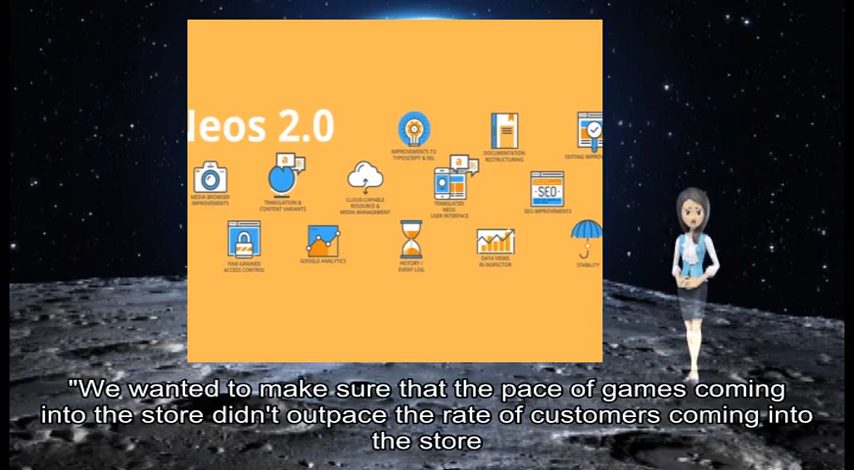 leos 2.0
IMPROVEMENTS TO
TYPOSCRIPT & EEL
DOCUMENTATION
RESTRUCTURING
EDITING IMPRO
MEDIA BROWSER
IMPROVEMENTS
TRANSLATION &
CONTENT VARIANTS
CLOUD-CAPABLE
RESOURCE &
MEDIA MANAGEMENT
TRANSLATED
NEOS
USER INTERFACE
SEO
SEO IMPROVEMENTS
FINE-GRAINED
ACCESS CONTROL
GOOGLE ANALYTICS
HISTORY /
EVENT LOG
DATA VIEWS
IN INSPECTOR
STABILITY
"We wanted to make sure that the pace of games coming
into the store didn't outpace the rate of customers coming into
the store